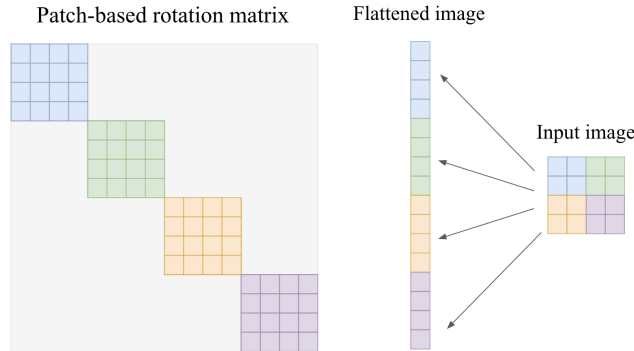 Patch-based rotation matrix
Flattened image
Input image